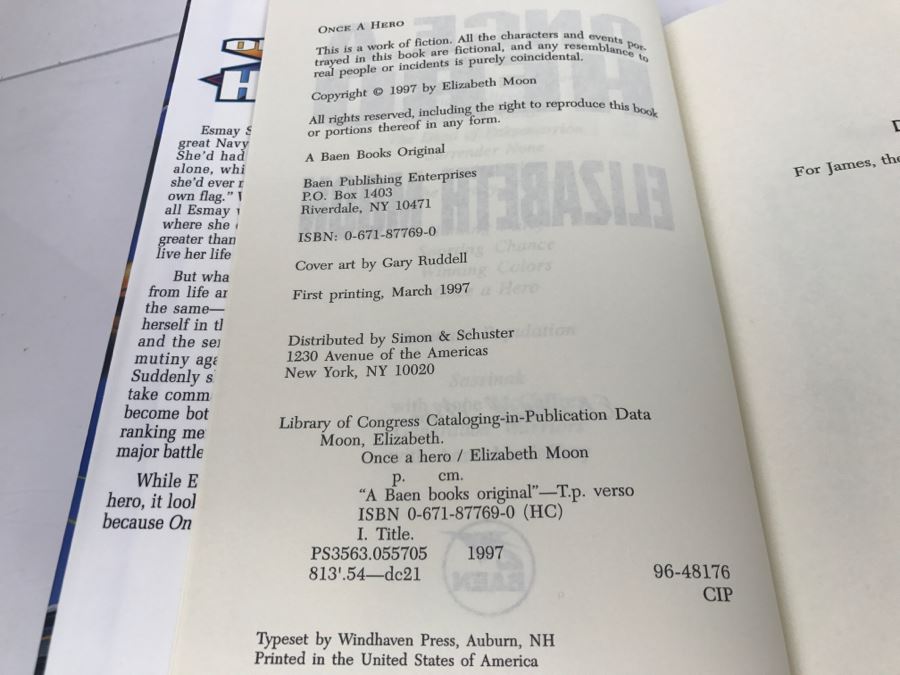 Esmay
great Navy
She'd had
alone, whi
she'd ever
own flag."
all Esmay
where she
greater than
live her life
But wha
from life an
the same—
herself in tl
and the ser
mutiny aga
Suddenly s
take comm
become bot
ranking me
major battle
While E
hero, it lool
because On
ONCE A HERO
This is a work of fiction. All the characters and events por-
trayed in this book are fictional, and any resemblance to
real people or incidents is purely coincidental.
Copyright © 1997 by Elizabeth Moon
All rights reserved, including the right to reproduce this book
or portions thereof in any form.
A Baen Books Original
Baen Publishing Enterprises
P.O. Box 1403
Riverdale, NY 10471
ISBN: 0-671-87769-0
Cover art by Gary Ruddell
First printing, March 1997
Distributed by Simon & Schuster
1230 Avenue of the Americas
New York, NY 10020
Library of Congress Cataloging-in-Publication Data
Moon, Elizabeth.
Once a hero / Elizabeth Moon
p. cm.
"A Baen books original"—T.p. verso
ISBN 0-671-87769-0 (HC)
I. Title.
PS3563.055705 1997
813'.54—dc21 96-48176
CIP
Typeset by Windhaven Press, Auburn, NH
Printed in the United States of America
For James, the